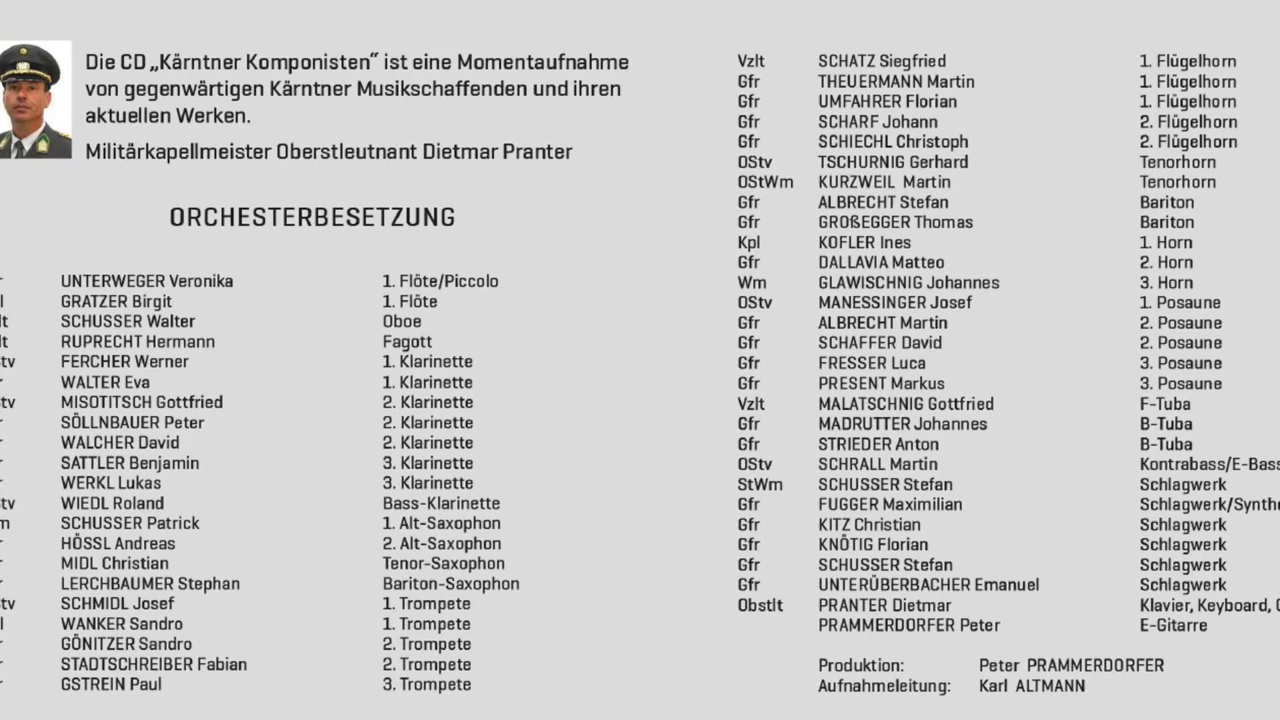 Die CD „Kärntner Komponisten“ ist eine Momentaufnahme
von gegenwärtigen Kärntner Musikschaffenden und ihren
aktuellen Werken.
Militärkapellmeister Oberstleutnant Dietmar Pranter
ORCHESTERBESETZUNG
UNTERWEGER Veronika 1. Flöte/Piccolo
GRATZER Birgit 1. Flöte
SCHUSSER Walter Oboe
RUPRECHT Hermann Fagott
FERCHER Werner 1. Klarinette
WALTER Eva 1. Klarinette
MISOTITSCH Gottfried 2. Klarinette
SÖLLNBAUER Peter 2. Klarinette
WALCHER David 2. Klarinette
SATTLER Benjamin 3. Klarinette
WERKL Lukas 3. Klarinette
WIEDL Roland Bass-Klarinette
SCHUSSER Patrick 1. Alt-Saxophon
HÖSSL Andreas 2. Alt-Saxophon
MIDL Christian Tenor-Saxophon
LERCHBAUMER Stephan Bariton-Saxophon
SCHMIDL Josef 1. Trompete
WANKER Sandro 1. Trompete
GÖNITZER Sandro 2. Trompete
STADTSCHREIBER Fabian 2. Trompete
GSTREIN Paul 3. Trompete
Vzlt SCHATZ Siegfried 1. Flügelhorn
Gfr THEUERMANN Martin 1. Flügelhorn
Gfr UMFAHRER Florian 1. Flügelhorn
Gfr SCHARF Johann 2. Flügelhorn
Gfr SCHIECHL Christoph 2. Flügelhorn
OStv TSCHURNIG Gerhard Tenorhorn
OStWm KURZWEIL Martin Tenorhorn
Gfr ALBRECHT Stefan Bariton
Gfr GROßEGGER Thomas Bariton
Kpl KOFLER Ines 1. Horn
Gfr DALLAVIA Matteo 2. Horn
Wm GLAWISCHNIG Johannes 3. Horn
OStv MANESSINGER Josef 1. Posaune
Gfr ALBRECHT Martin 2. Posaune
Gfr SCHAFFER David 2. Posaune
Gfr FRESSER Luca 3. Posaune
Gfr PRESENT Markus 3. Posaune
Vzlt MALATSCHNIG Gottfried F-Tuba
Gfr MADRUTTER Johannes B-Tuba
Gfr STRIEDER Anton B-Tuba
OStv SCHRALL Martin Kontrabass/E-Bass
StWm SCHUSSER Stefan Schlagwerk
Gfr FUGGER Maximilian Schlagwerk/Synthe
Gfr KITZ Christian Schlagwerk
Gfr KNÖTIG Florian Schlagwerk
Gfr SCHUSSER Stefan Schlagwerk
Gfr UNTERÜBERBACHER Emanuel Schlagwerk
Obstlt PRANTER Dietmar Klavier, Keyboard,
PRAMMERDORFER Peter E-Gitarre
Produktion: Peter PRAMMERDORFER
Aufnahmeleitung: Karl ALTMANN